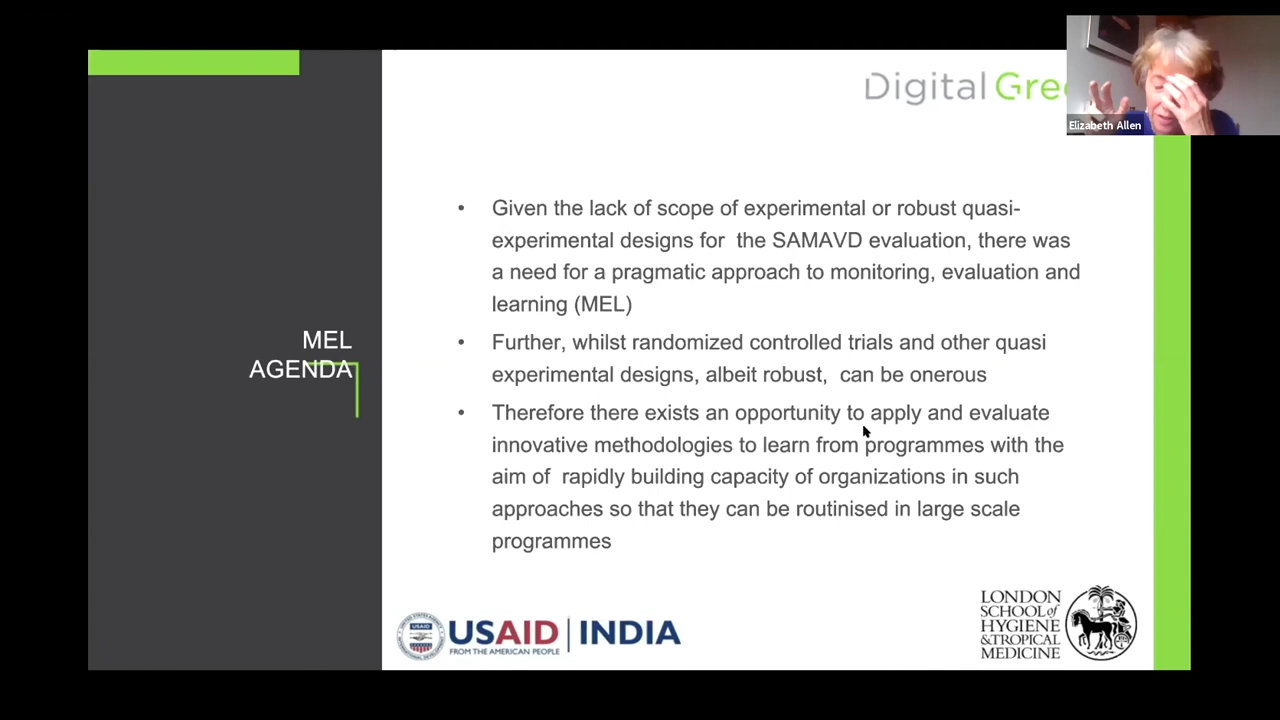 Digital Gre
Elizabeth Allen
MEL
AGENDA
• Given the lack of scope of experimental or robust quasi-
experimental designs for the SAMAVD evaluation, there was
a need for a pragmatic approach to monitoring, evaluation and
learning (MEL)
• Further, whilst randomized controlled trials and other quasi
experimental designs, albeit robust, can be onerous
• Therefore there exists an opportunity to apply and evaluate
innovative methodologies to learn from programmes with the
aim of rapidly building capacity of organizations in such
approaches so that they can be routinised in large scale
programmes
USAID
USAID | INDIA
FROM THE AMERICAN PEOPLE
LONDON
SCHOOL of
HYGIENE
& TROPICAL
MEDICINE